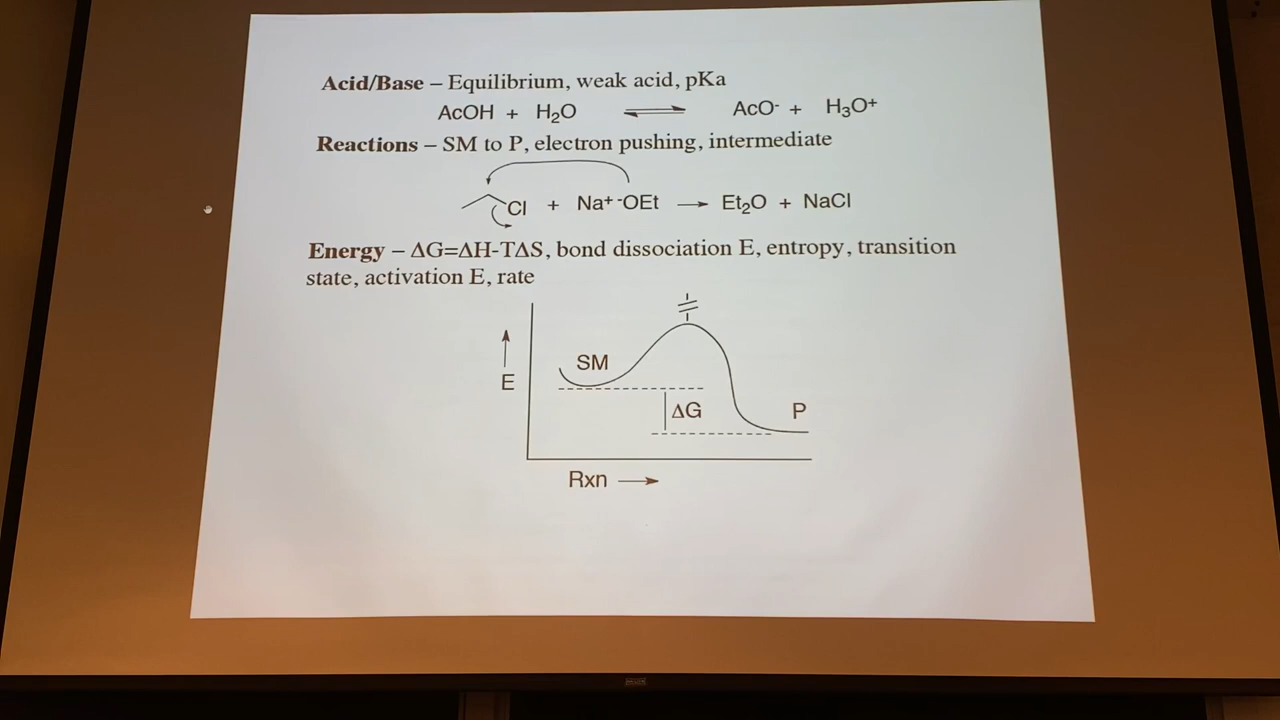 Acid/Base – Equilibrium, weak acid, pKa
AcOH + H₂O ⇌ AcO⁻ + H₃O⁺
Reactions – SM to P, electron pushing, intermediate
Cl + Na⁺ ⁻OEt → Et₂O + NaCl
Energy – ΔG=ΔH-TΔS, bond dissociation E, entropy, transition
state, activation E, rate
‡
SM
E
ΔG
P
Rxn →